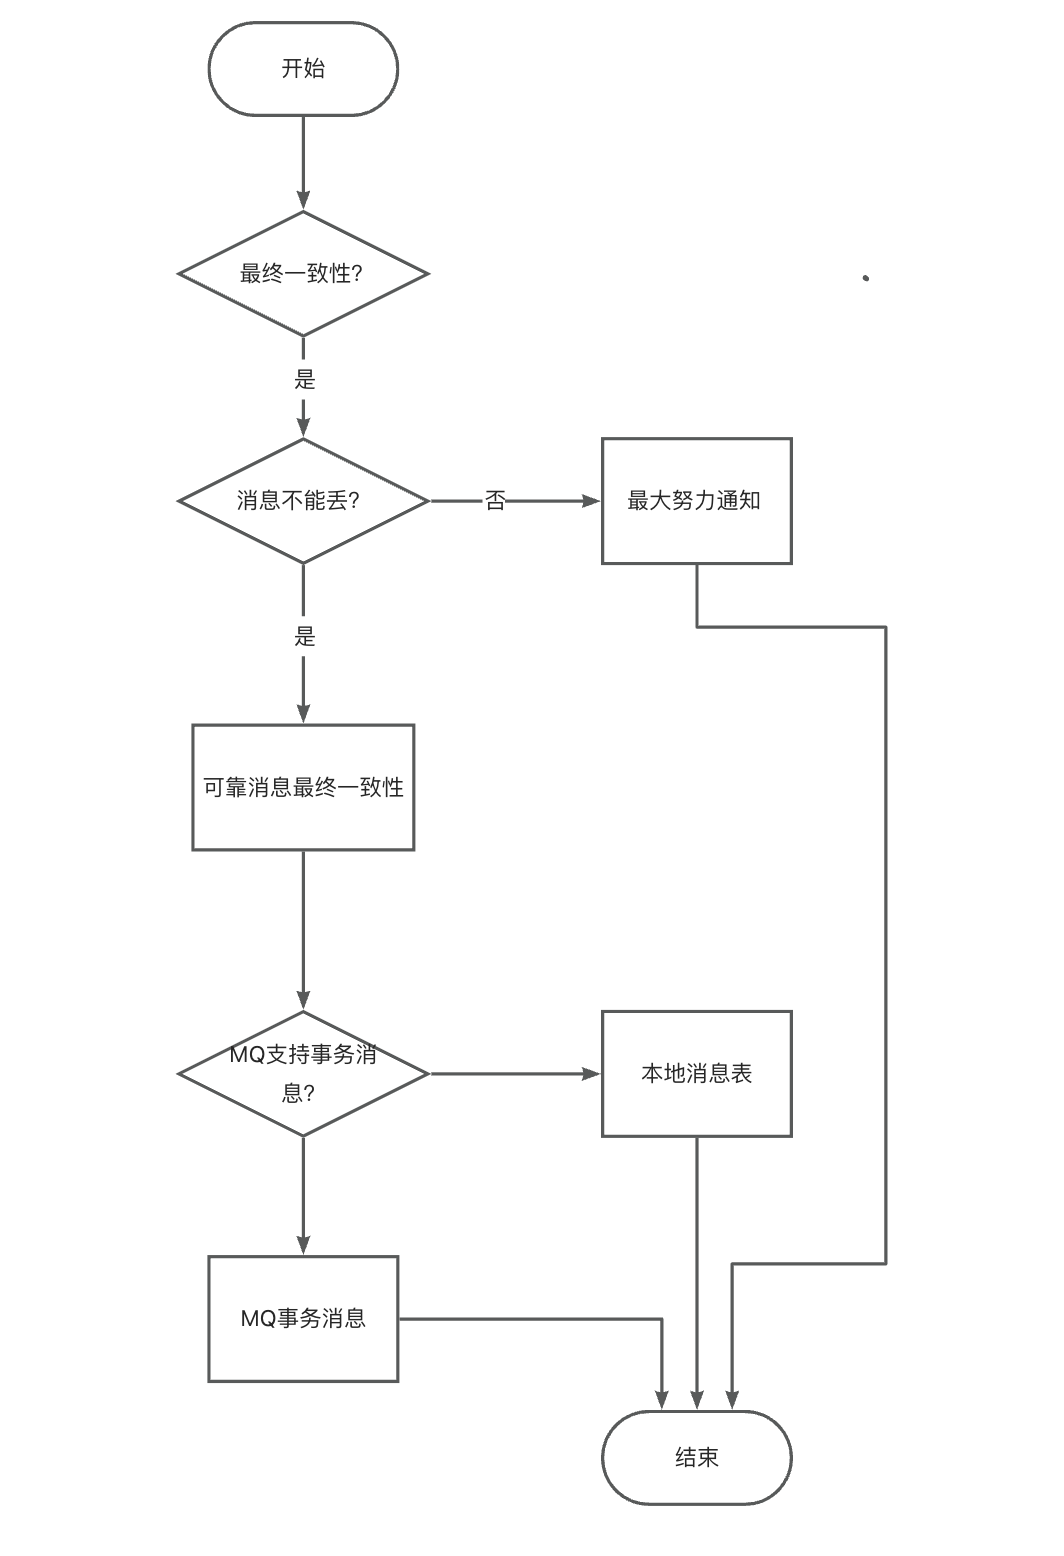 开始
最终一致性?
是
消息不能丢?
否
最大努力通知
是
可靠消息最终一致性
MQ支持事务消
息?
本地消息表
MQ事务消息
结束